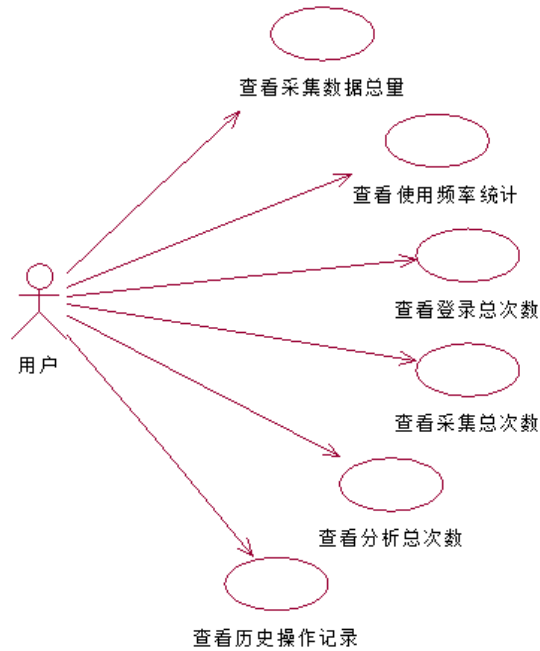 查看采集数据总量
查看使用频率统计
查看登录总次数
用户
查看采集总次数
查看分析总次数
查看历史操作记录